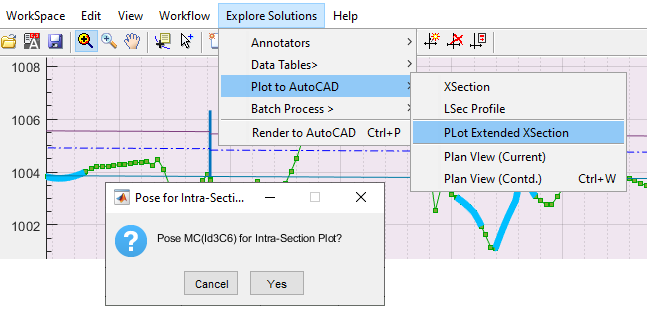 WorkSpace Edit View Workflow Explore Solutions Help
Annotators
Data Tables>
Plot to AutoCAD
Batch Process >
Render to AutoCAD Ctrl+P
XSection
LSec Profile
PLot Extended XSection
Plan VIew (Current)
Plan View (Contd.) Ctrl+W
1008
1006
1004
1002
Pose for Intra-Secti...
Pose MC(Id3C6) for Intra-Section Plot?
Cancel Yes